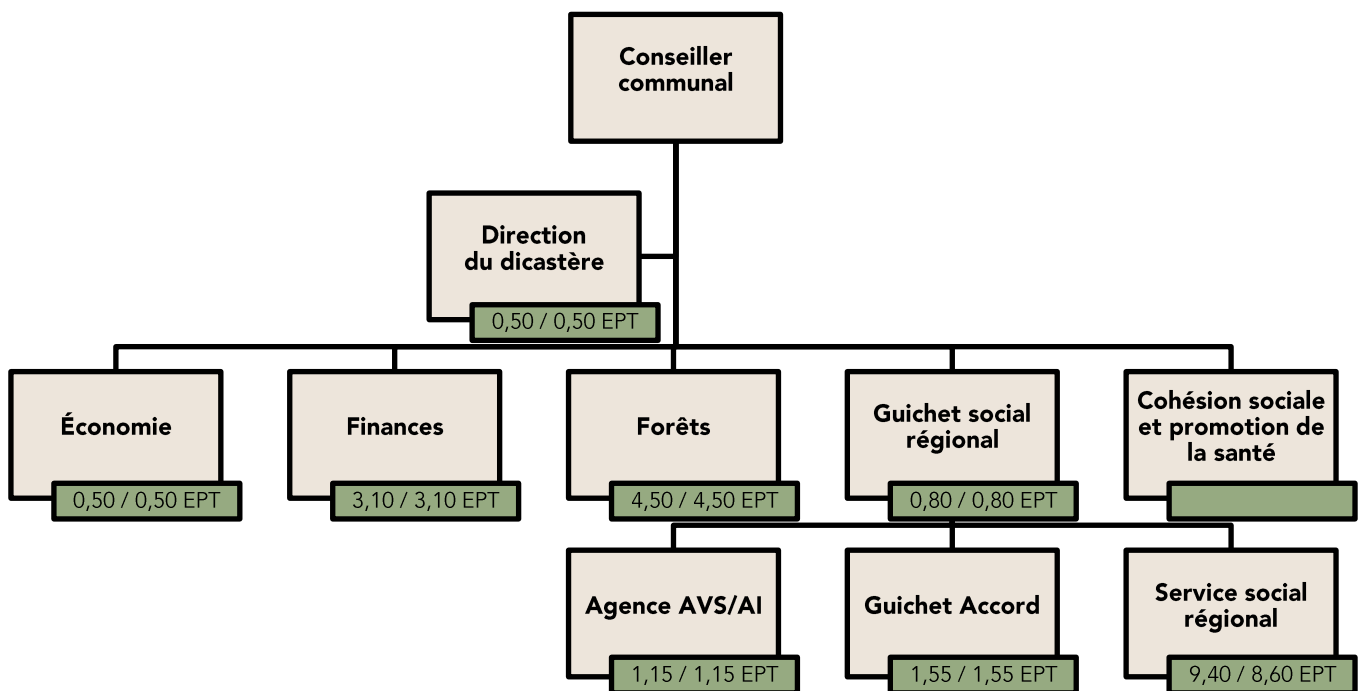 Conseiller
communal
Direction
du dicastère
0,50 / 0,50 EPT
Économie
0,50 / 0,50 EPT
Finances
3,10 / 3,10 EPT
Forêts
4,50 / 4,50 EPT
Guichet social
régional
0,80 / 0,80 EPT
Cohésion sociale
et promotion de
la santé
Agence AVS/AI
1,15 / 1,15 EPT
Guichet Accord
1,55 / 1,55 EPT
Service social
régional
9,40 / 8,60 EPT